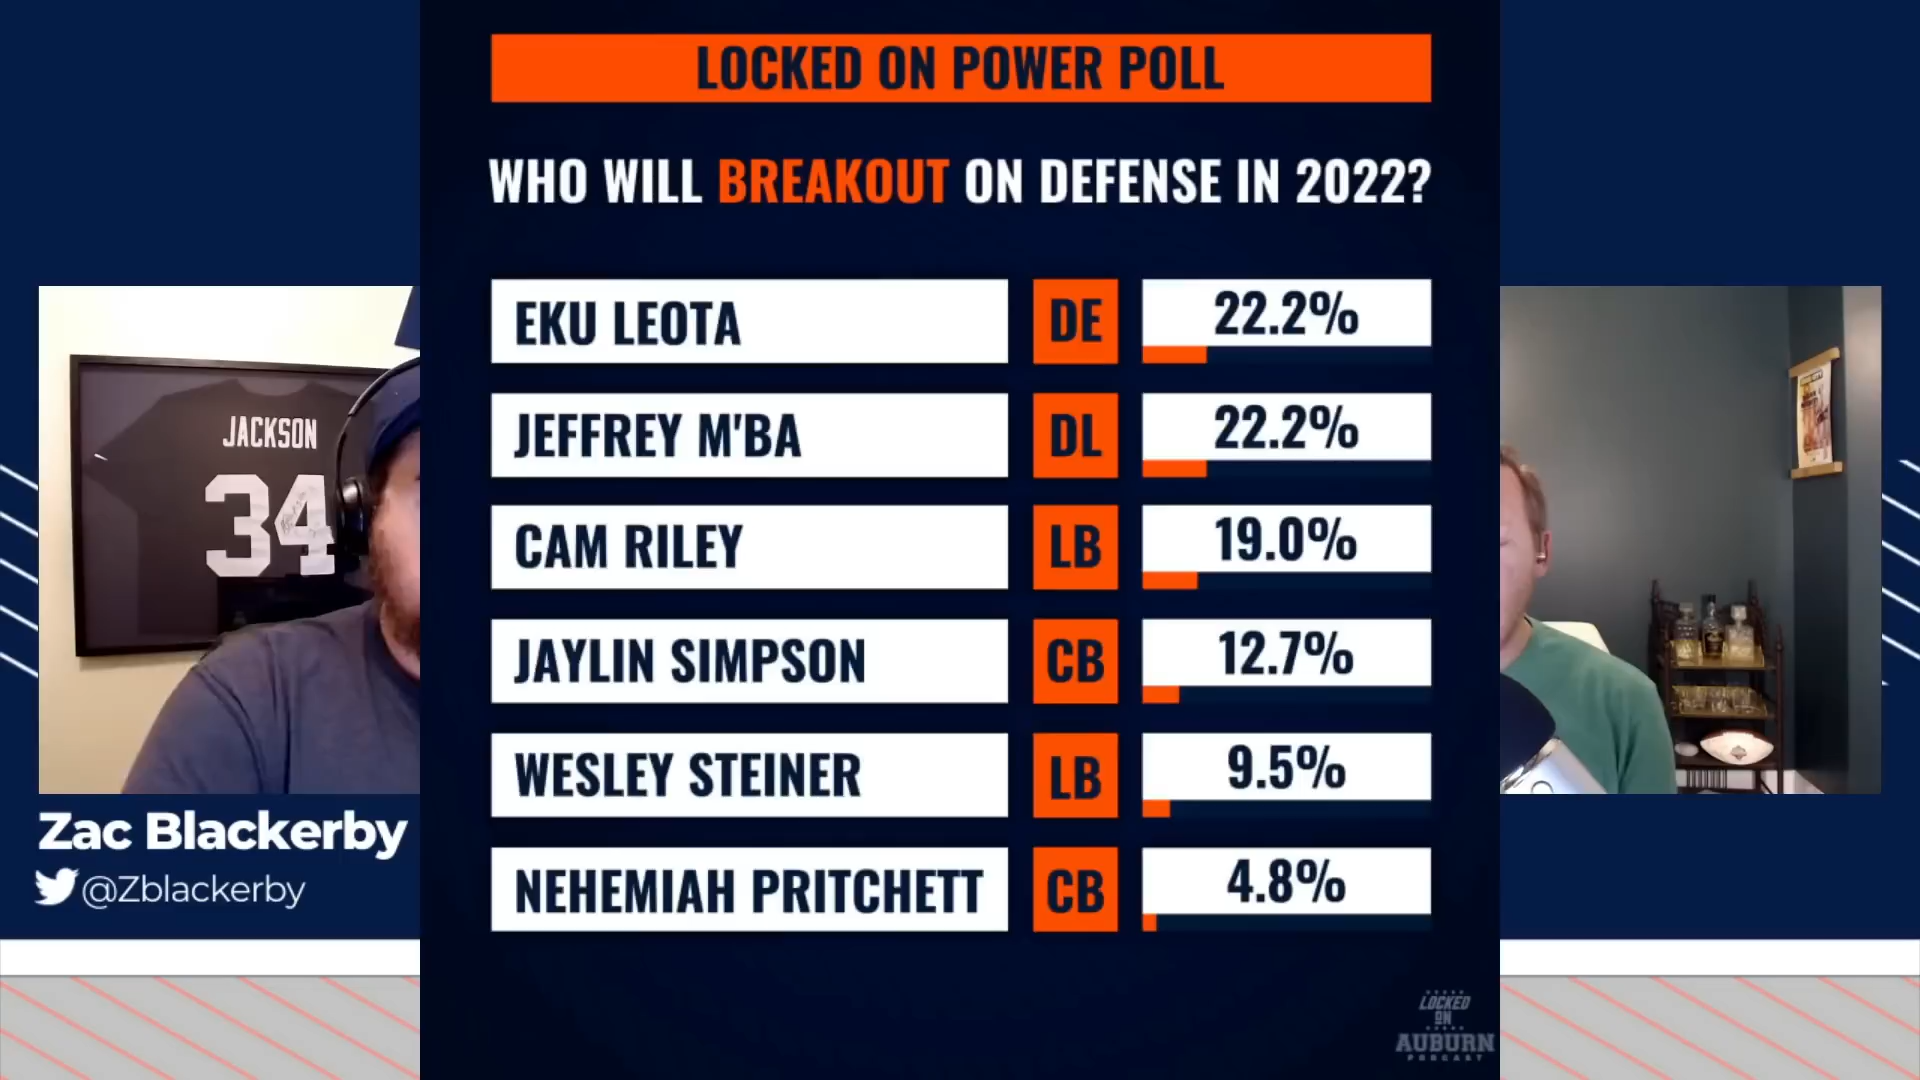 LOCKED ON POWER POLL
WHO WILL BREAKOUT ON DEFENSE IN 2022?
EKU LEOTA DE 22.2%
JEFFREY M'BA DL 22.2%
CAM RILEY LB 19.0%
JAYLIN SIMPSON CB 12.7%
WESLEY STEINER LB 9.5%
NEHEMIAH PRITCHETT CB 4.8%
JACKSON
34
Zac Blackerby
@Zblackerby
LOCKED
ON
AUBURN
PODCAST